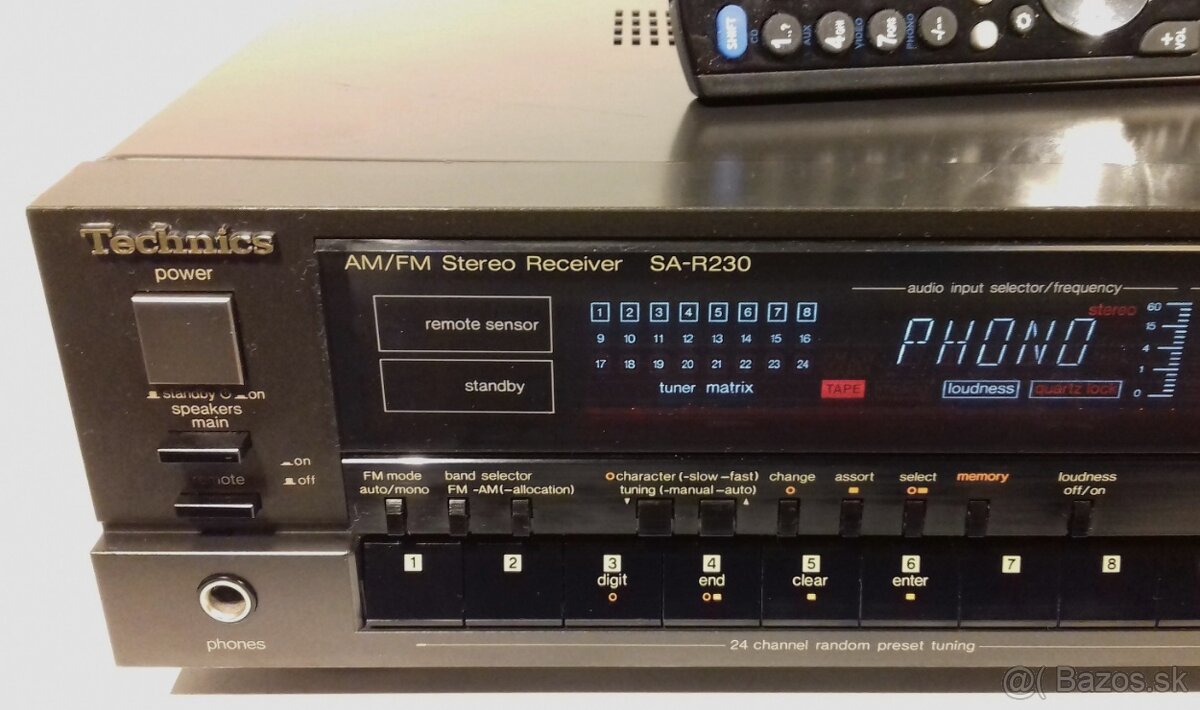 SHIFT CD 1..? AUX 4GHI VIDEO 7PQRS PHONO -/--
+ VOL
Technics
power
standby on
speakers
main
remote
on
off
phones
AM/FM Stereo Receiver SA-R230
remote sensor
standby
1 2 3 4 5 6 7 8
9 10 11 12 13 14 15 16
17 18 19 20 21 22 23 24
tuner matrix
TAPE
audio input selector/frequency
stereo
PHONO
loudness quartz lock
60
15
4
1
0
FM mode
auto/mono
band selector
FM -AM(-allocation)
character (-slow -fast)
tuning (-manual -auto)
change
assort
select
memory
loudness
off/on
1 2 3 4 5 6 7 8
digit end clear enter
24 channel random preset tuning
@( Bazos.sk